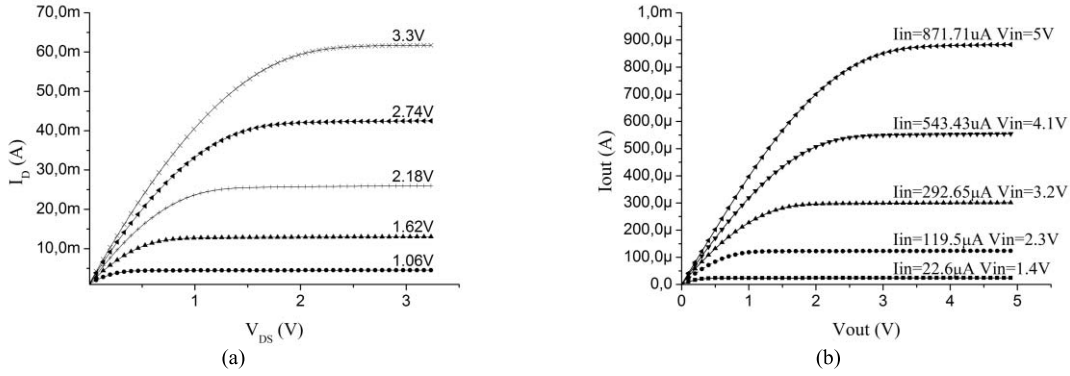 70,0m
60,0m
50,0m
40,0m
30,0m
20,0m
10,0m
I_D (A)
3.3V
2.74V
2.18V
1.62V
1.06V
1
2
3
V_DS (V)
(a)
1,0m
900,0µ
800,0µ
700,0µ
600,0µ
500,0µ
400,0µ
300,0µ
200,0µ
100,0µ
0,0
Iout (A)
Iin=871.71uA Vin=5V
Iin=543.43uA Vin=4.1V
Iin=292.65µA Vin=3.2V
Iin=119.5µA Vin=2.3V
Iin=22.6µA Vin=1.4V
0
1
2
3
4
5
Vout (V)
(b)